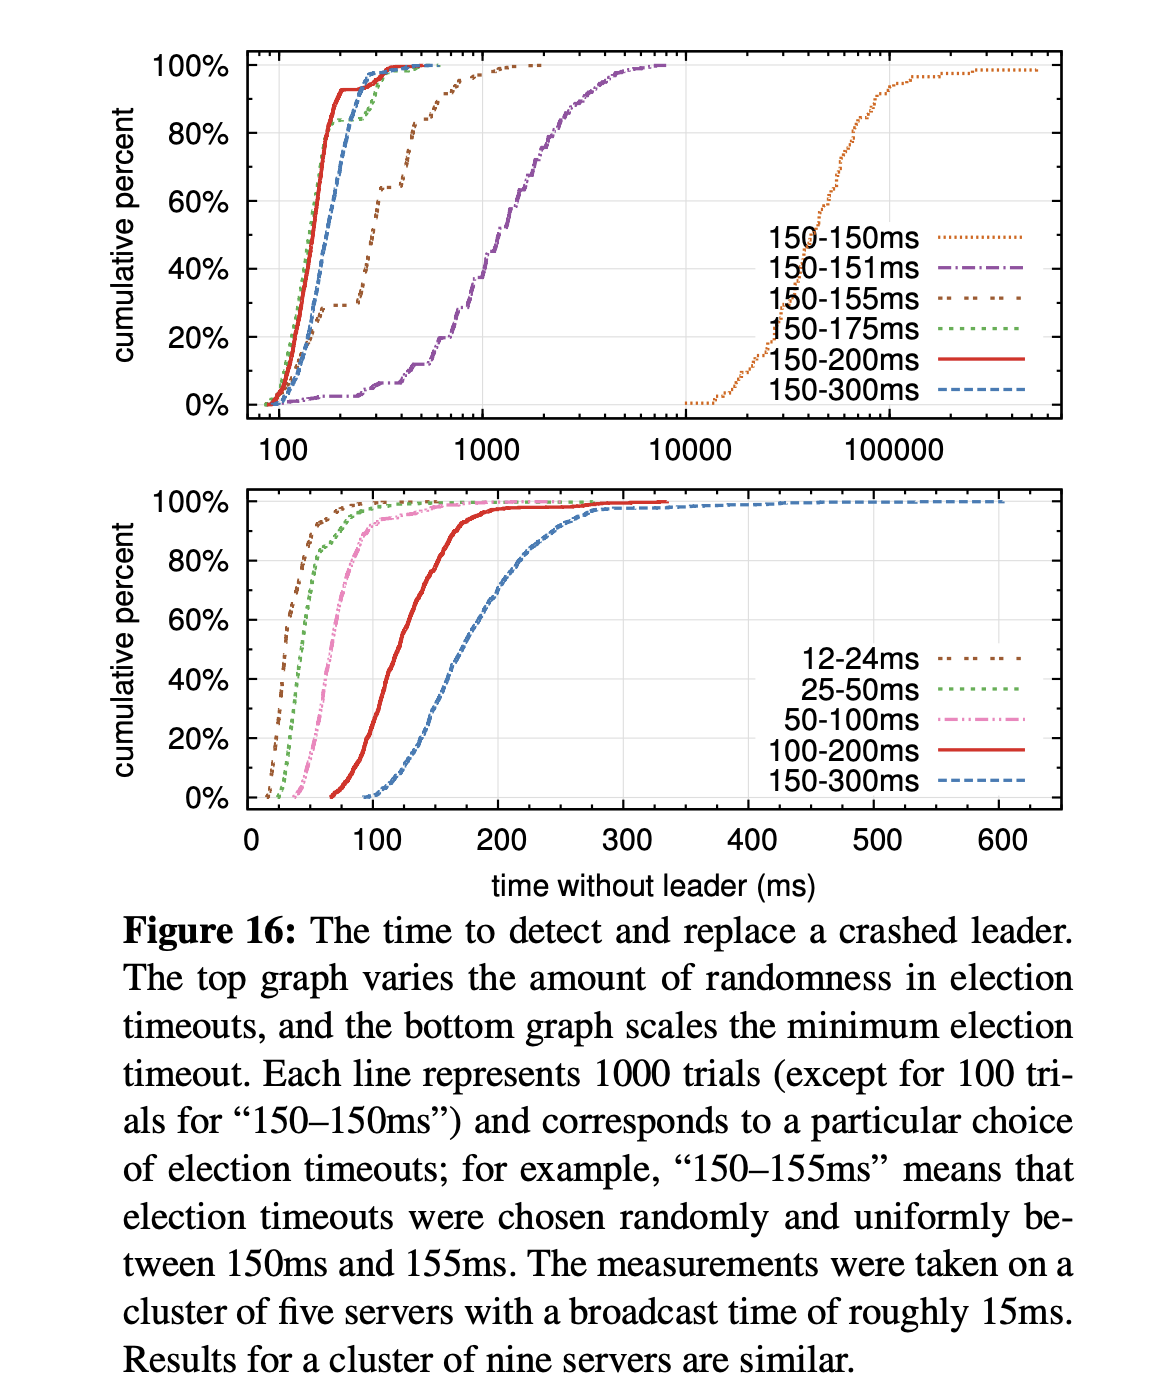 100%
80%
60%
40%
20%
0%
cumulative percent
150-150ms
150-151ms
150-155ms
150-175ms
150-200ms
150-300ms
100 1000 10000 100000
100%
80%
60%
40%
20%
0%
cumulative percent
12-24ms
25-50ms
50-100ms
100-200ms
150-300ms
0 100 200 300 400 500 600
time without leader (ms)
Figure 16: The time to detect and replace a crashed leader.
The top graph varies the amount of randomness in election
timeouts, and the bottom graph scales the minimum election
timeout. Each line represents 1000 trials (except for 100 tri-
als for “150–150ms”) and corresponds to a particular choice
of election timeouts; for example, “150–155ms” means that
election timeouts were chosen randomly and uniformly be-
tween 150ms and 155ms. The measurements were taken on a
cluster of five servers with a broadcast time of roughly 15ms.
Results for a cluster of nine servers are similar.